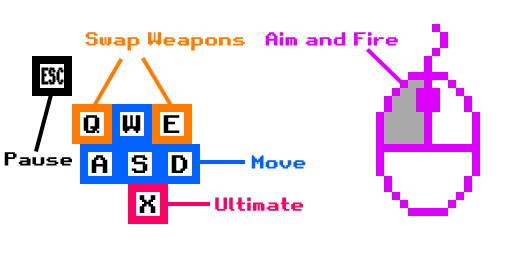 Swap Weapons Aim and Fire
ESC
Q W E
Pause A S D Move
X Ultimate